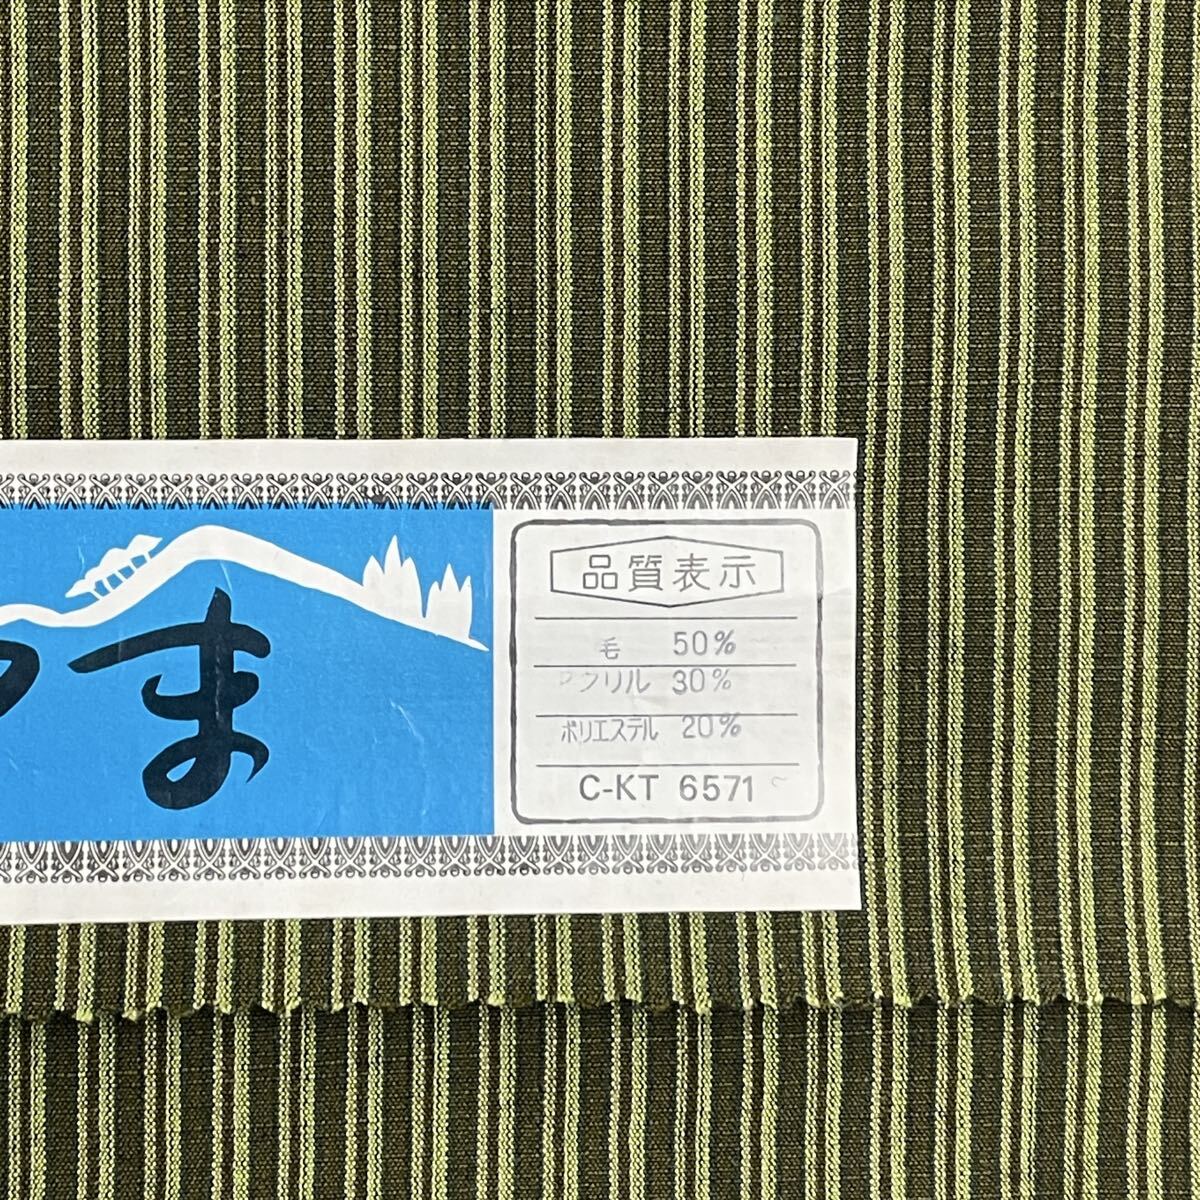 ま
品質表示
毛 50%
アクリル 30%
ポリエステル 20%
C-KT 6571